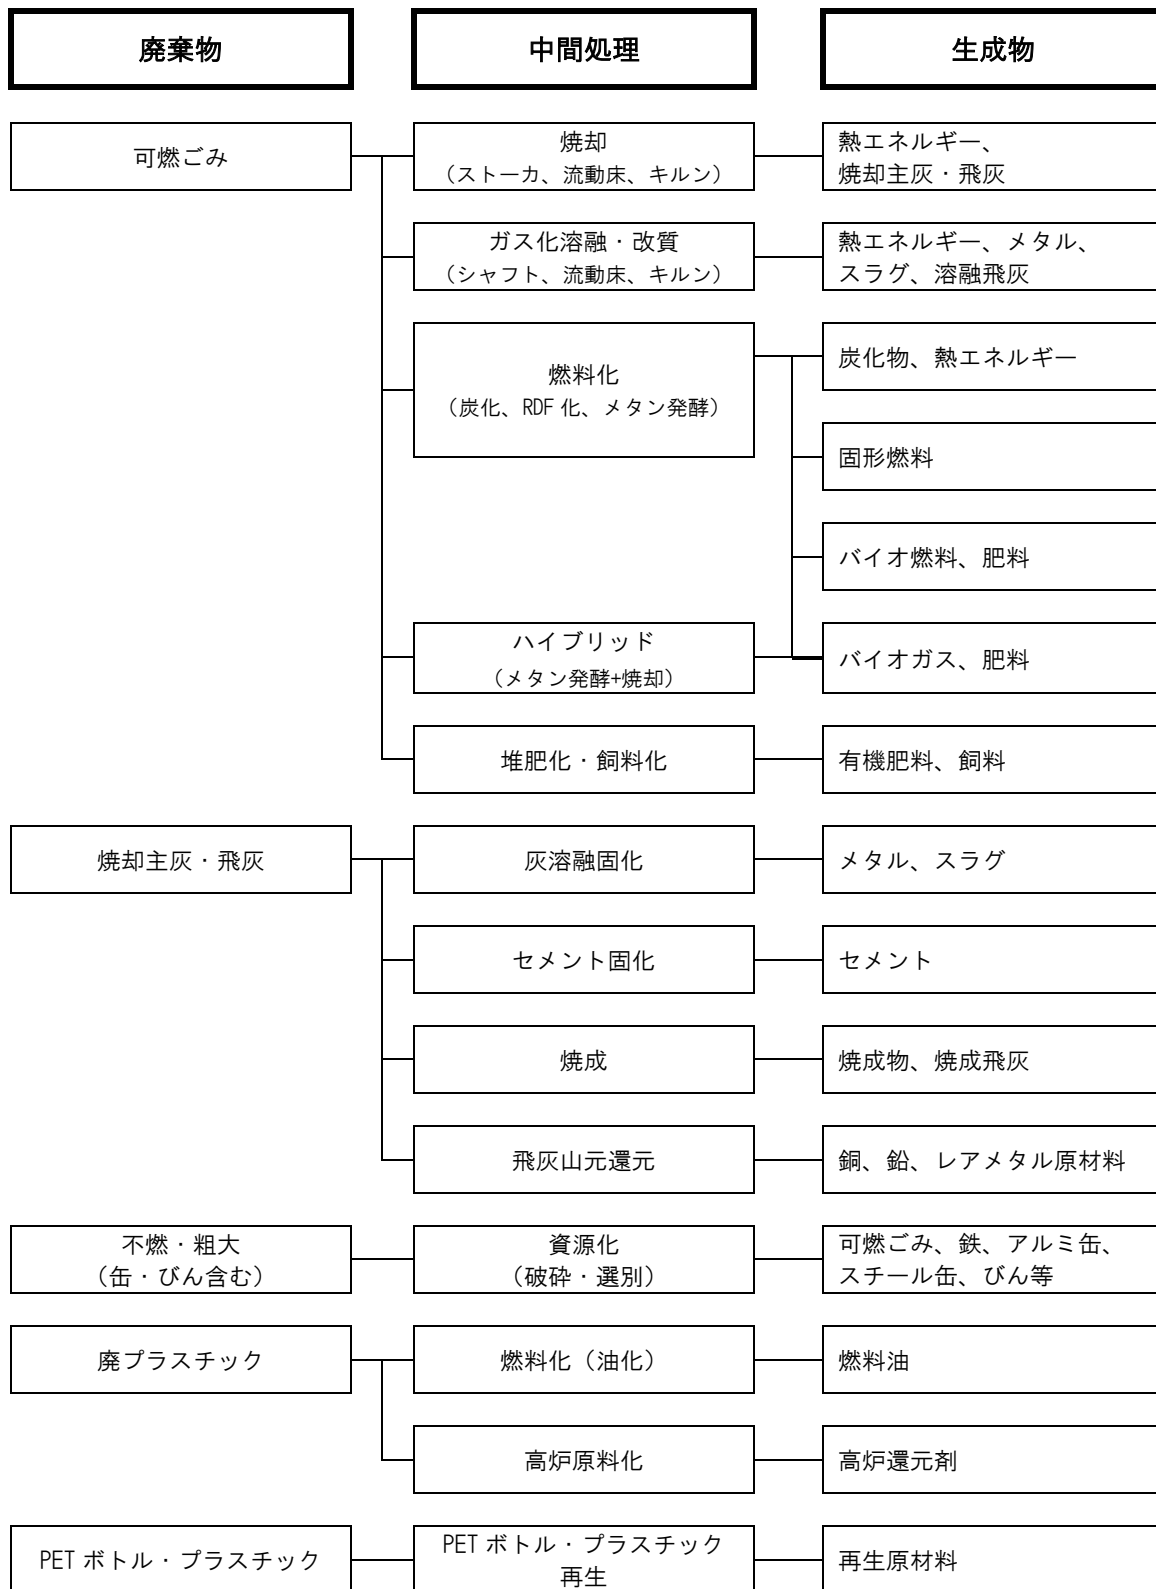 廃棄物
中間処理
生成物
可燃ごみ
焼却
（ストーカ、流動床、キルン）
熱エネルギー、
焼却主灰・飛灰
ガス化溶融・改質
（シャフト、流動床、キルン）
熱エネルギー、メタル、
スラグ、溶融飛灰
燃料化
（炭化、RDF 化、メタン発酵）
炭化物、熱エネルギー
固形燃料
バイオ燃料、肥料
ハイブリッド
（メタン発酵+焼却）
バイオガス、肥料
堆肥化・飼料化
有機肥料、飼料
焼却主灰・飛灰
灰溶融固化
メタル、スラグ
セメント固化
セメント
焼成
焼成物、焼成飛灰
飛灰山元還元
銅、鉛、レアメタル原材料
不燃・粗大
（缶・びん含む）
資源化
（破砕・選別）
可燃ごみ、鉄、アルミ缶、
スチール缶、びん等
廃プラスチック
燃料化（油化）
燃料油
高炉原料化
高炉還元剤
PET ボトル・プラスチック
PET ボトル・プラスチック
再生
再生原材料